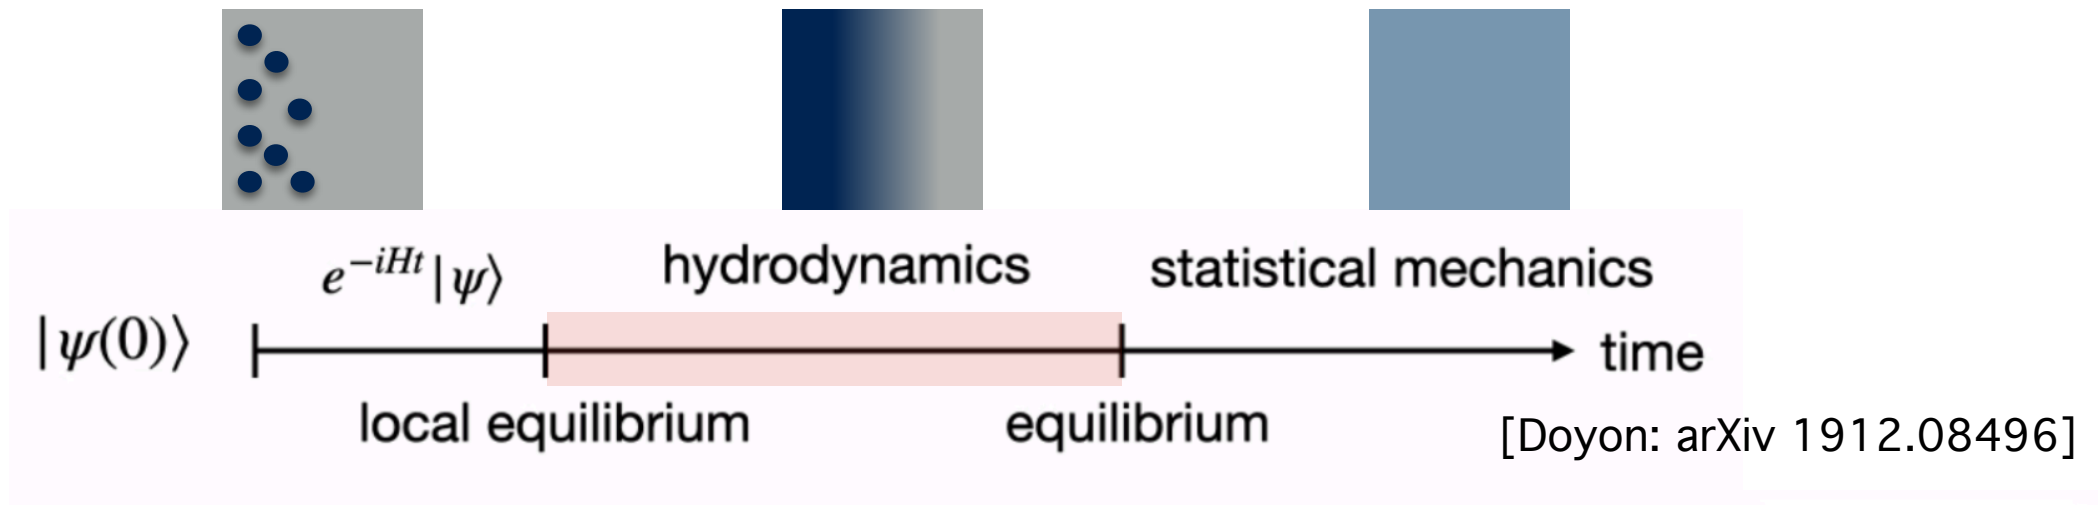 e^{-iHt}|ψ⟩
hydrodynamics
statistical mechanics
|ψ(0)⟩
time
local equilibrium
equilibrium
[Doyon: arXiv 1912.08496]